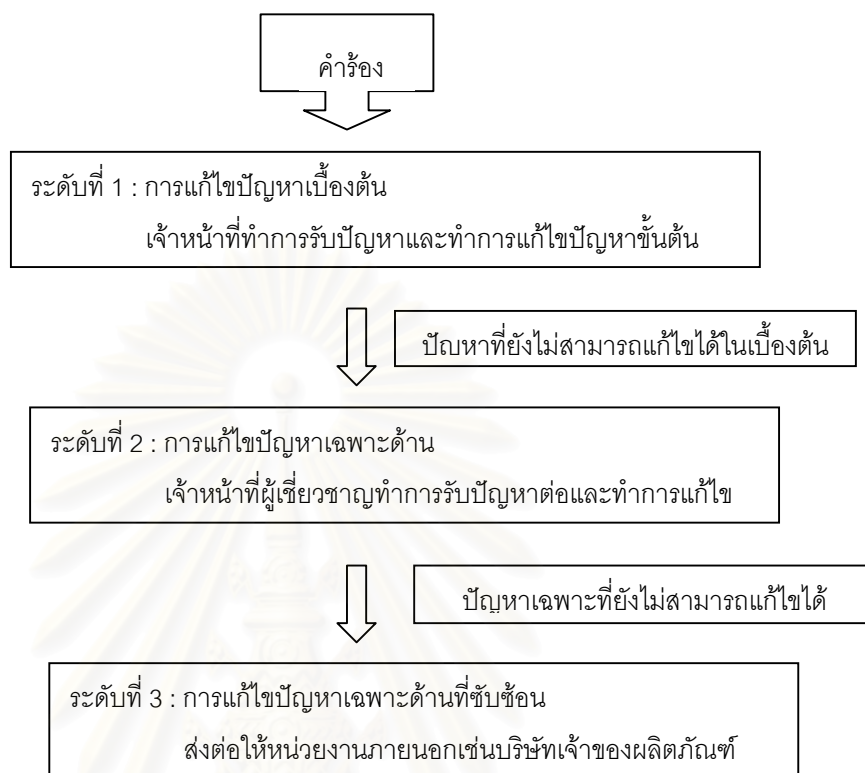 คำร้อง
ระดับที่ 1 : การแก้ไขปัญหาเบื้องต้น
เจ้าหน้าที่ทำการรับปัญหาและทำการแก้ไขปัญหาขั้นต้น
ปัญหาที่ยังไม่สามารถแก้ไขได้ในเบื้องต้น
ระดับที่ 2 : การแก้ไขปัญหาเฉพาะด้าน
เจ้าหน้าที่ผู้เชี่ยวชาญทำการรับปัญหาต่อและทำการแก้ไข
ปัญหาเฉพาะที่ยังไม่สามารถแก้ไขได้
ระดับที่ 3 : การแก้ไขปัญหาเฉพาะด้านที่ซับซ้อน
ส่งต่อให้หน่วยงานภายนอกเช่นบริษัทเจ้าของผลิตภัณฑ์